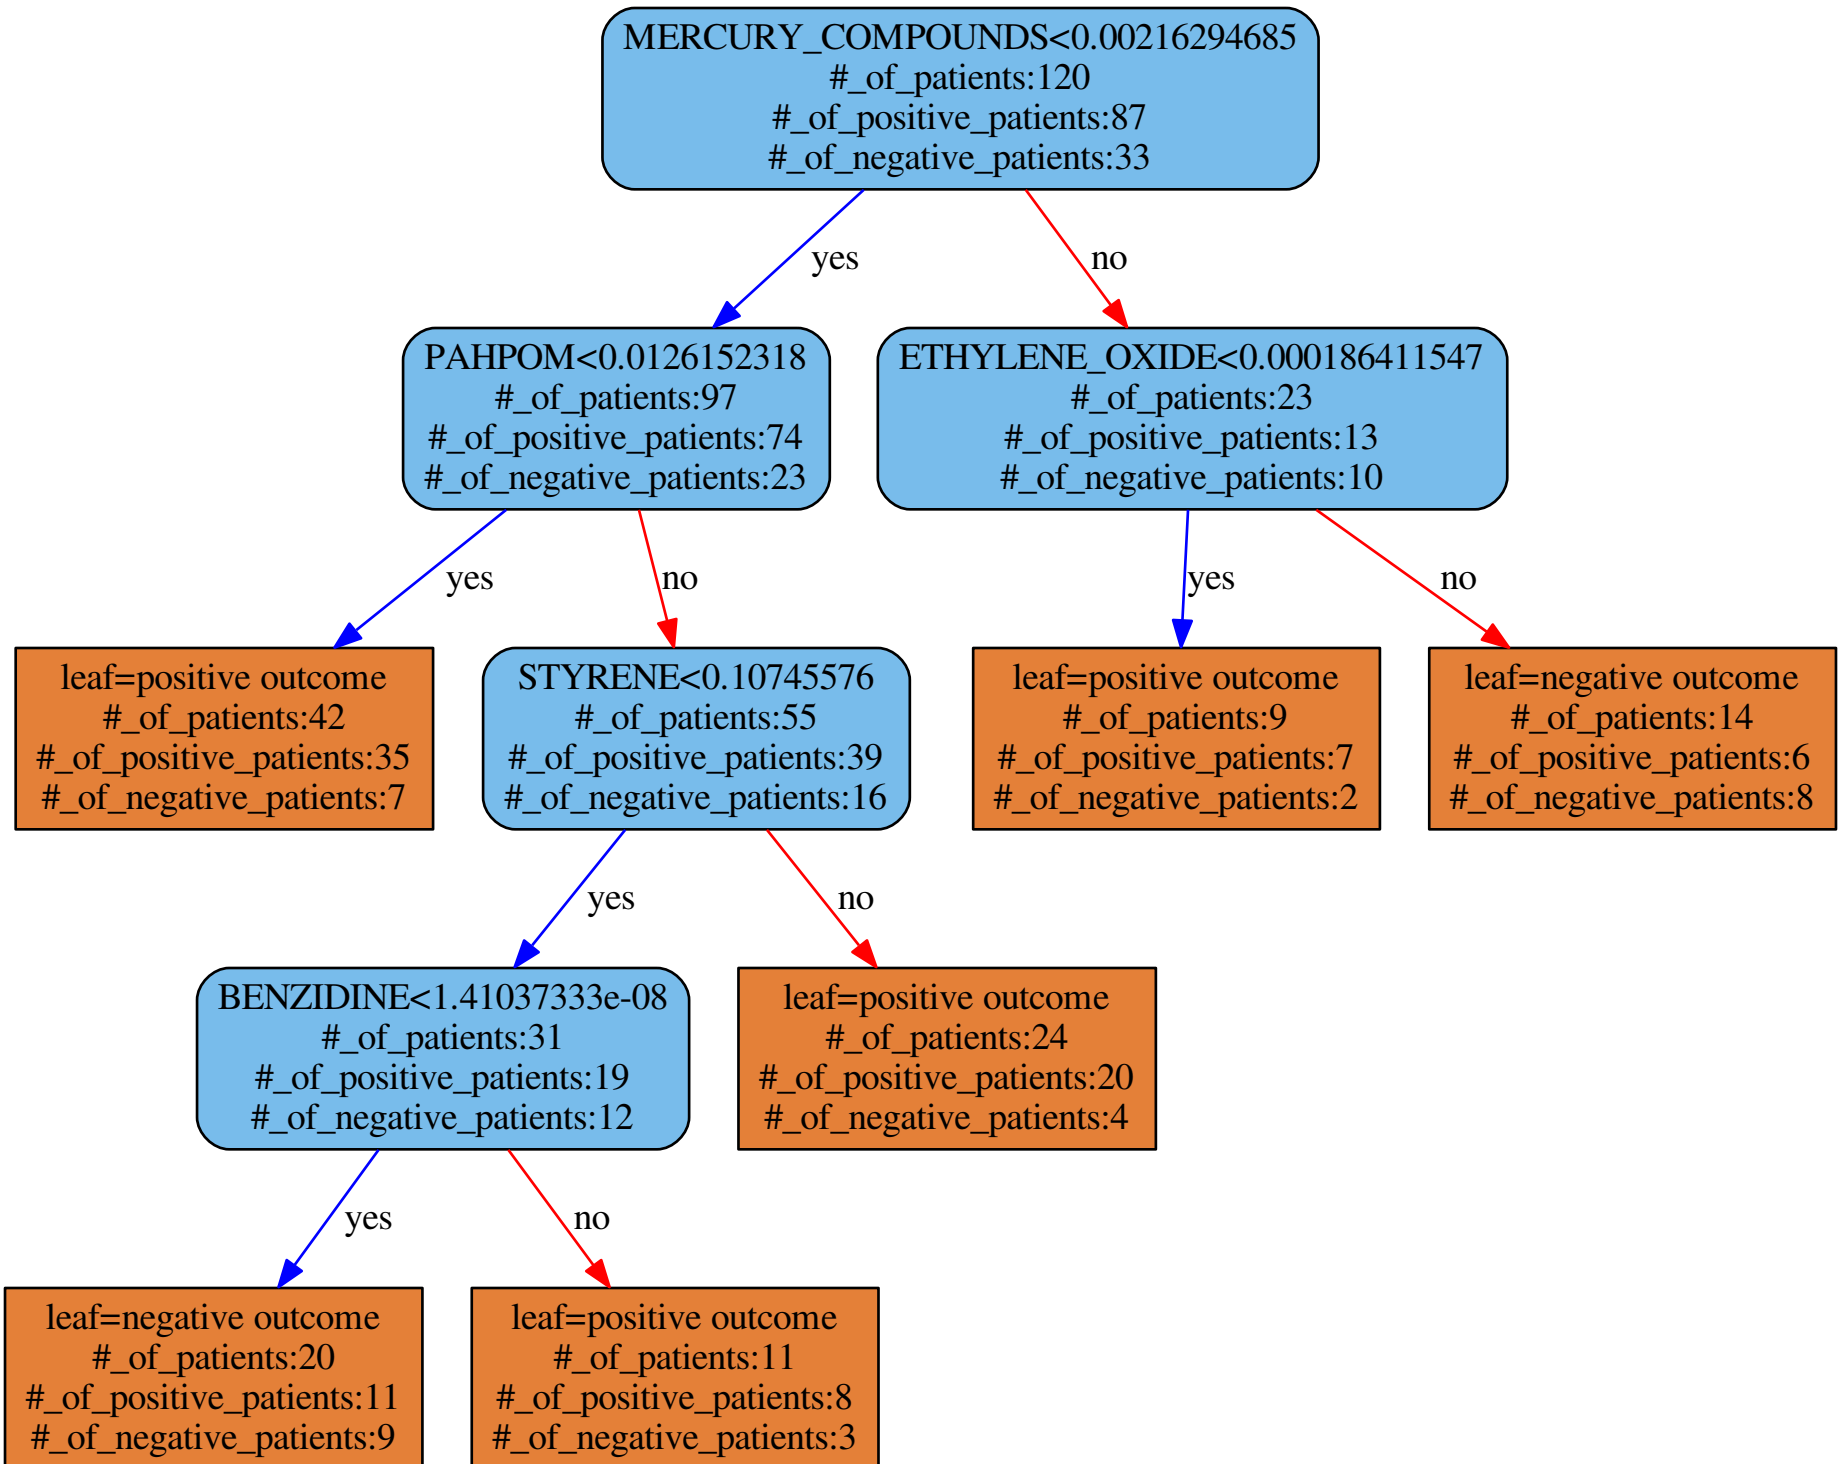 MERCURY_COMPOUNDS<0.00216294685
#_of_patients:120
#_of_positive_patients:87
#_of_negative_patients:33
yes
no
PAHPOM<0.0126152318
#_of_patients:97
#_of_positive_patients:74
#_of_negative_patients:23
ETHYLENE_OXIDE<0.000186411547
#_of_patients:23
#_of_positive_patients:13
#_of_negative_patients:10
yes
no
yes
no
leaf=positive outcome
#_of_patients:42
#_of_positive_patients:35
#_of_negative_patients:7
STYRENE<0.10745576
#_of_patients:55
#_of_positive_patients:39
#_of_negative_patients:16
leaf=positive outcome
#_of_patients:9
#_of_positive_patients:7
#_of_negative_patients:2
leaf=negative outcome
#_of_patients:14
#_of_positive_patients:6
#_of_negative_patients:8
yes
no
BENZIDINE<1.41037333e-08
#_of_patients:31
#_of_positive_patients:19
#_of_negative_patients:12
leaf=positive outcome
#_of_patients:24
#_of_positive_patients:20
#_of_negative_patients:4
yes
no
leaf=negative outcome
#_of_patients:20
#_of_positive_patients:11
#_of_negative_patients:9
leaf=positive outcome
#_of_patients:11
#_of_positive_patients:8
#_of_negative_patients:3